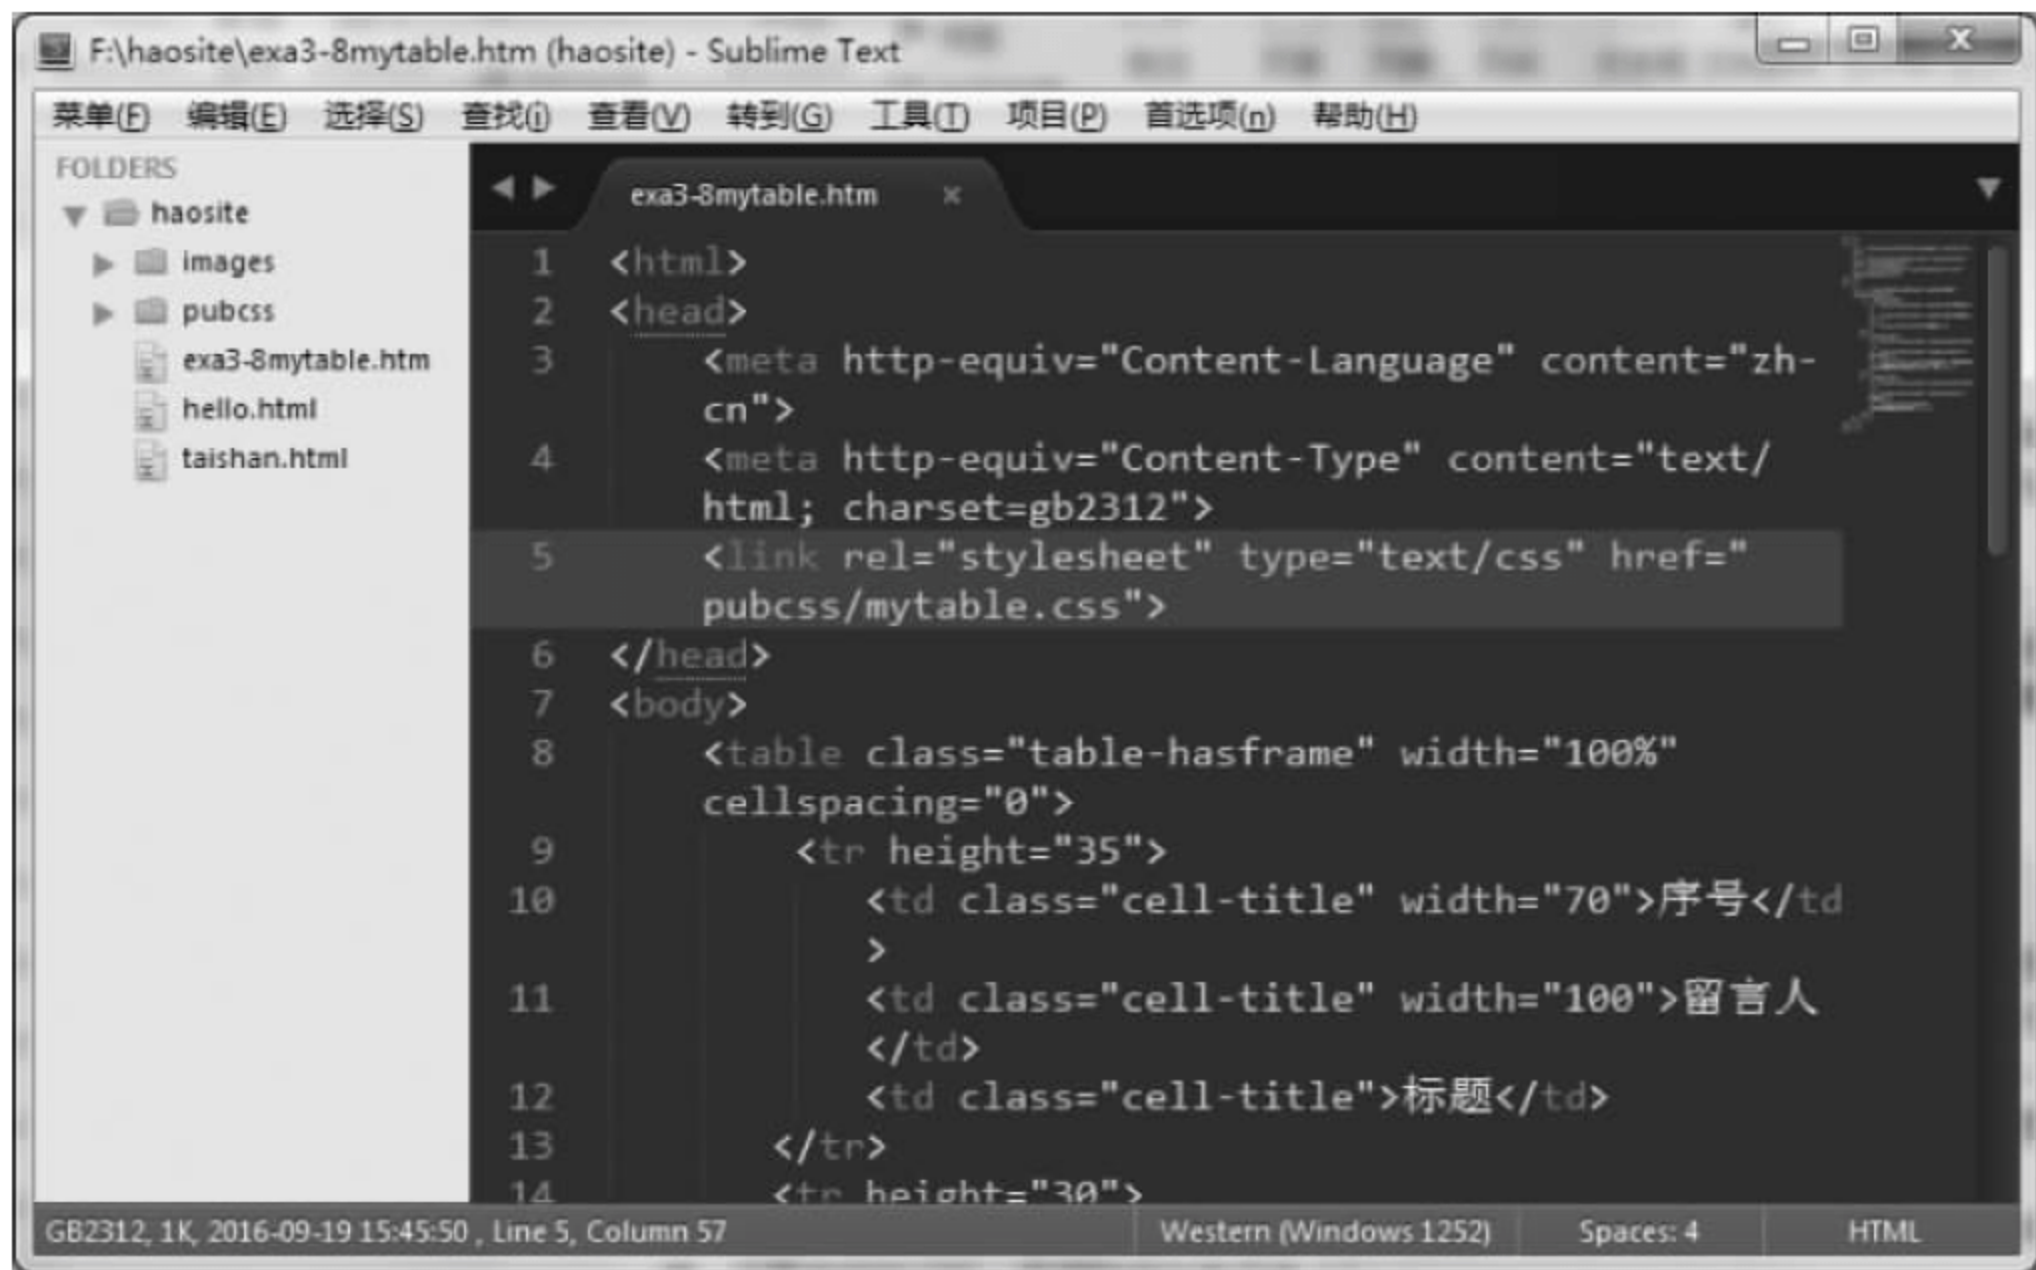 F:\haosite\exa3-8mytable.htm (haosite) - Sublime Text
菜单(F) 编辑(E) 选择(S) 查找(i) 查看(V) 转到(G) 工具(T) 项目(P) 首选项(n) 帮助(H)
FOLDERS
haosite
images
pubcss
exa3-8mytable.htm
hello.html
taishan.html
exa3-8mytable.htm ×
1 <html>
2 <head>
3 <meta http-equiv="Content-Language" content="zh-
cn">
4 <meta http-equiv="Content-Type" content="text/
html; charset=gb2312">
5 <link rel="stylesheet" type="text/css" href="
pubcss/mytable.css">
6 </head>
7 <body>
8 <table class="table-hasframe" width="100%"
cellspacing="0">
9 <tr height="35">
10 <td class="cell-title" width="70">序号</td
>
11 <td class="cell-title" width="100">留言人
</td>
12 <td class="cell-title">标题</td>
13 </tr>
14 <tr height="30">
GB2312, 1K, 2016-09-19 15:45:50 , Line 5, Column 57 Western (Windows 1252) Spaces: 4 HTML